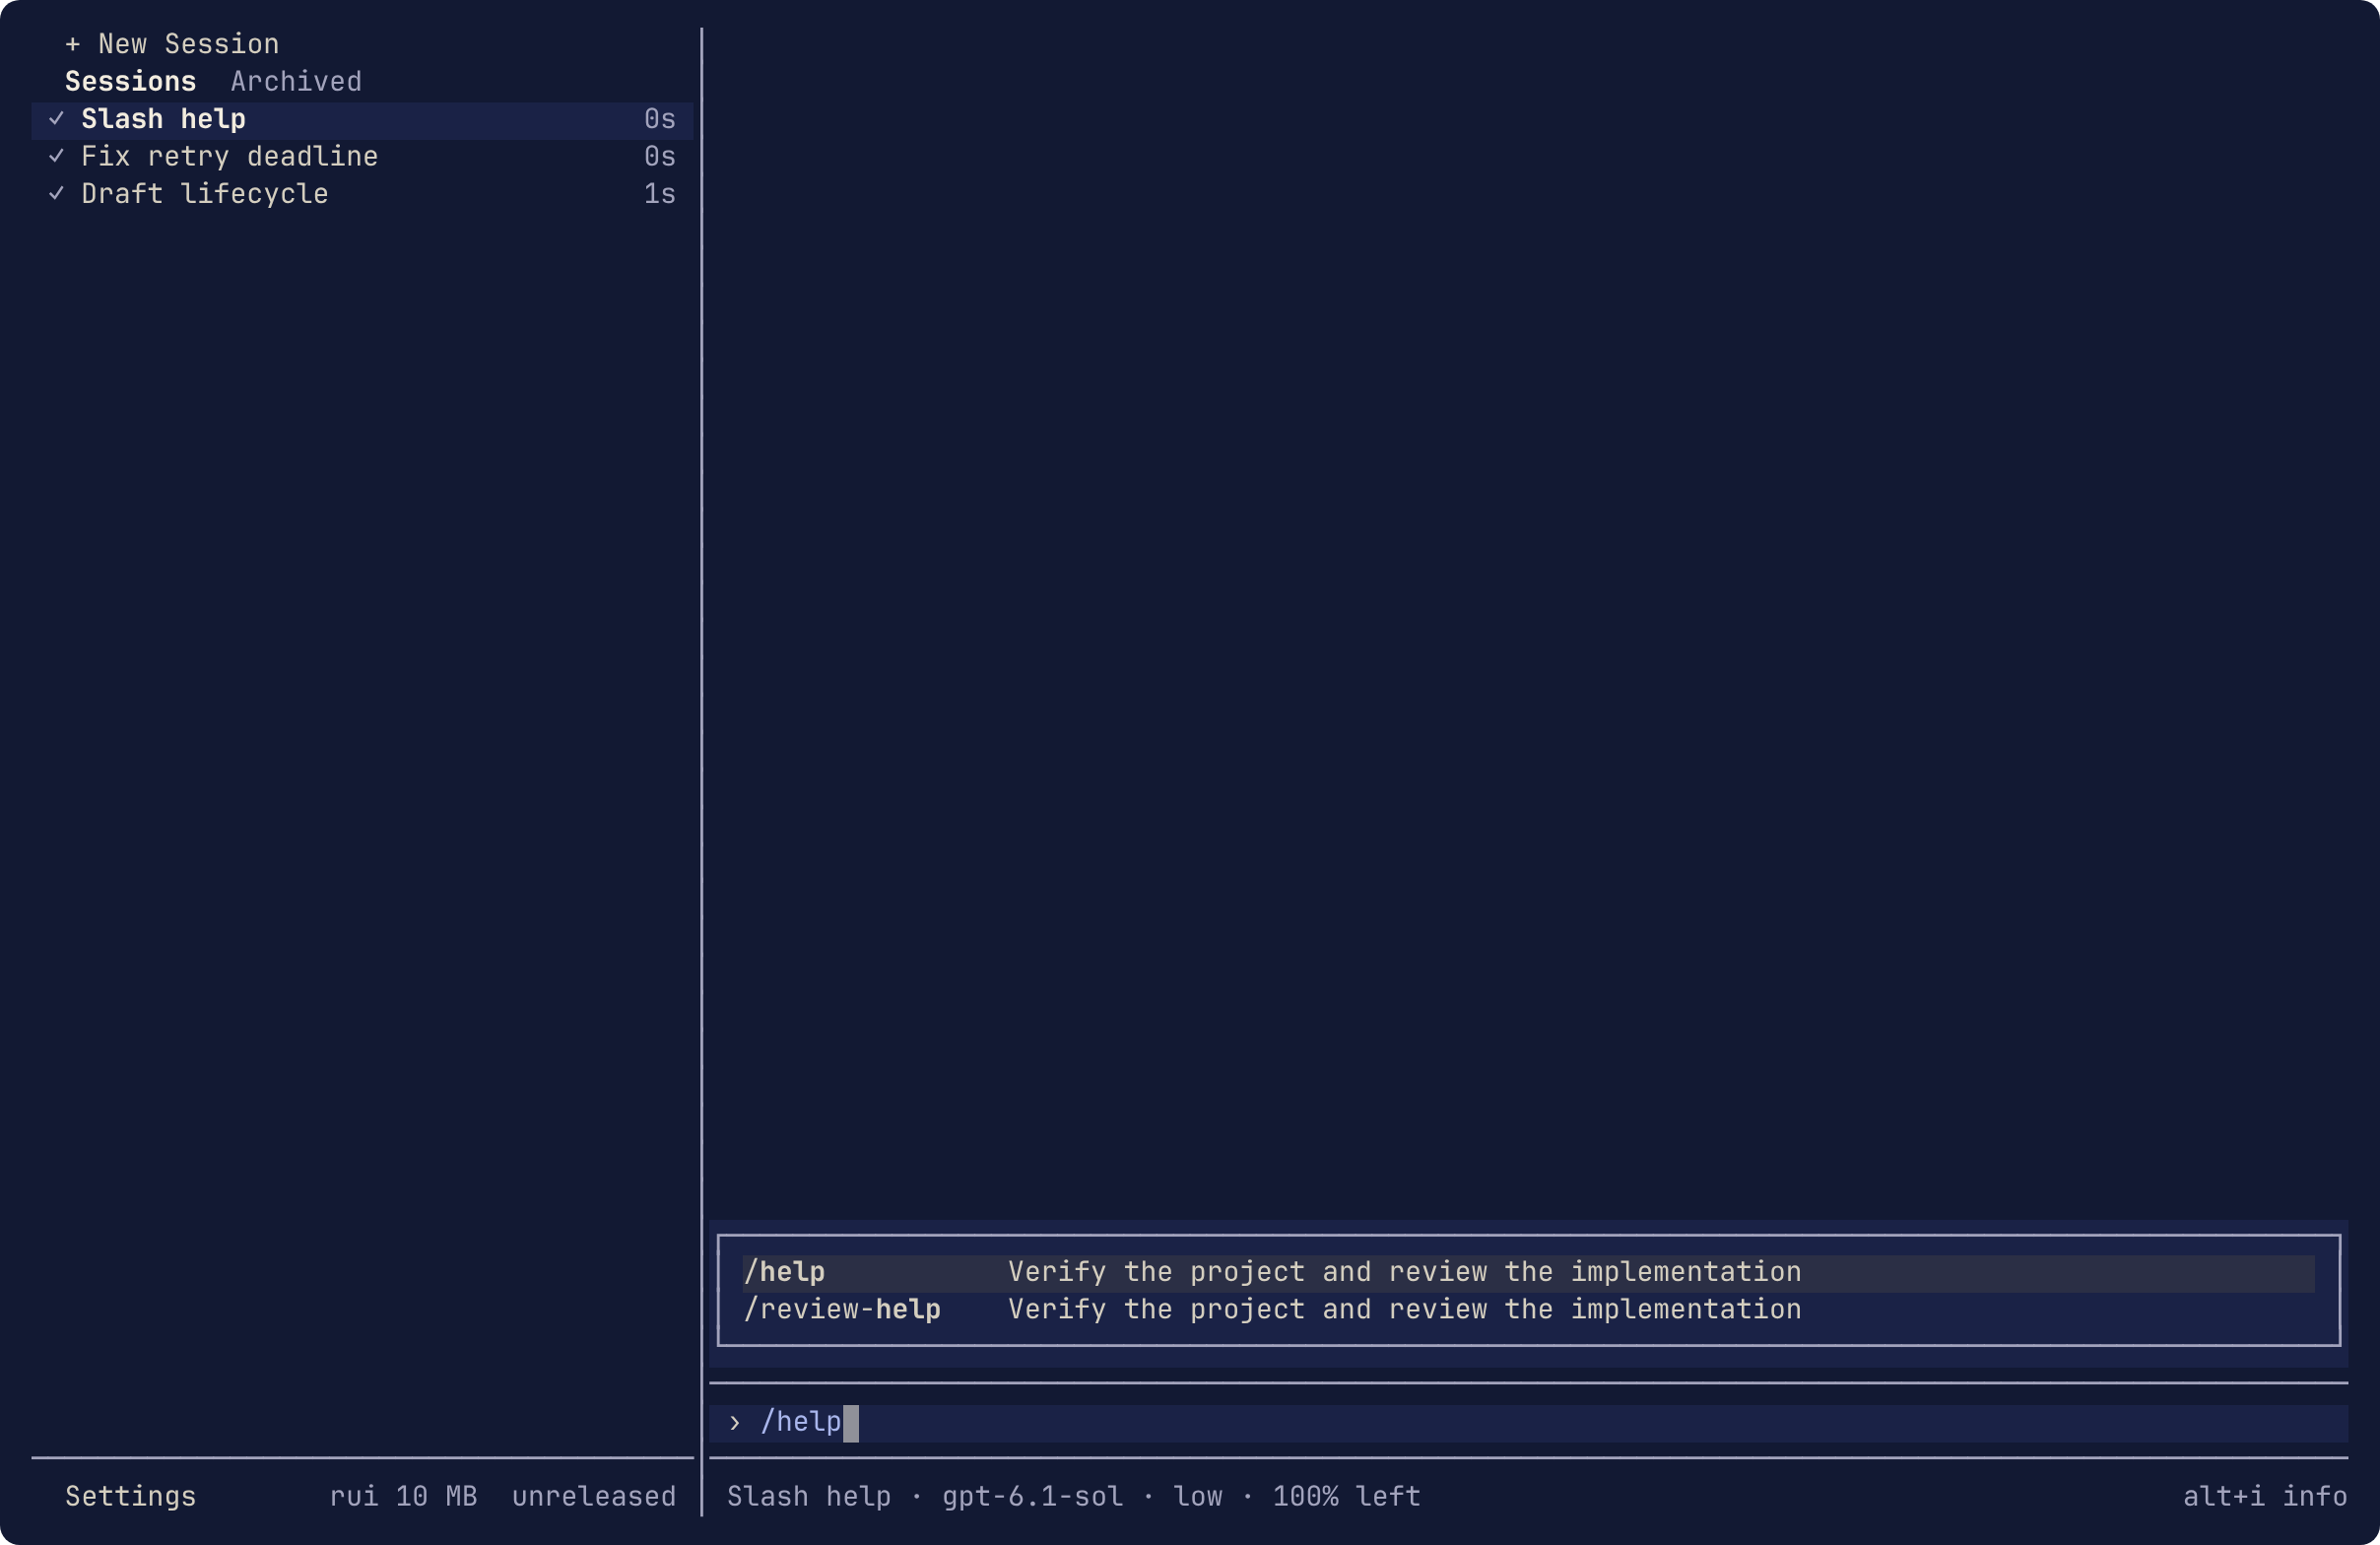 + New Session
Sessions Archived
✓ Slash help 0s
✓ Fix retry deadline 0s
✓ Draft lifecycle 1s
/help Verify the project and review the implementation
/review-help Verify the project and review the implementation
› /help
Settings rui 10 MB unreleased
Slash help · gpt-6.1-sol · low · 100% left alt+i info